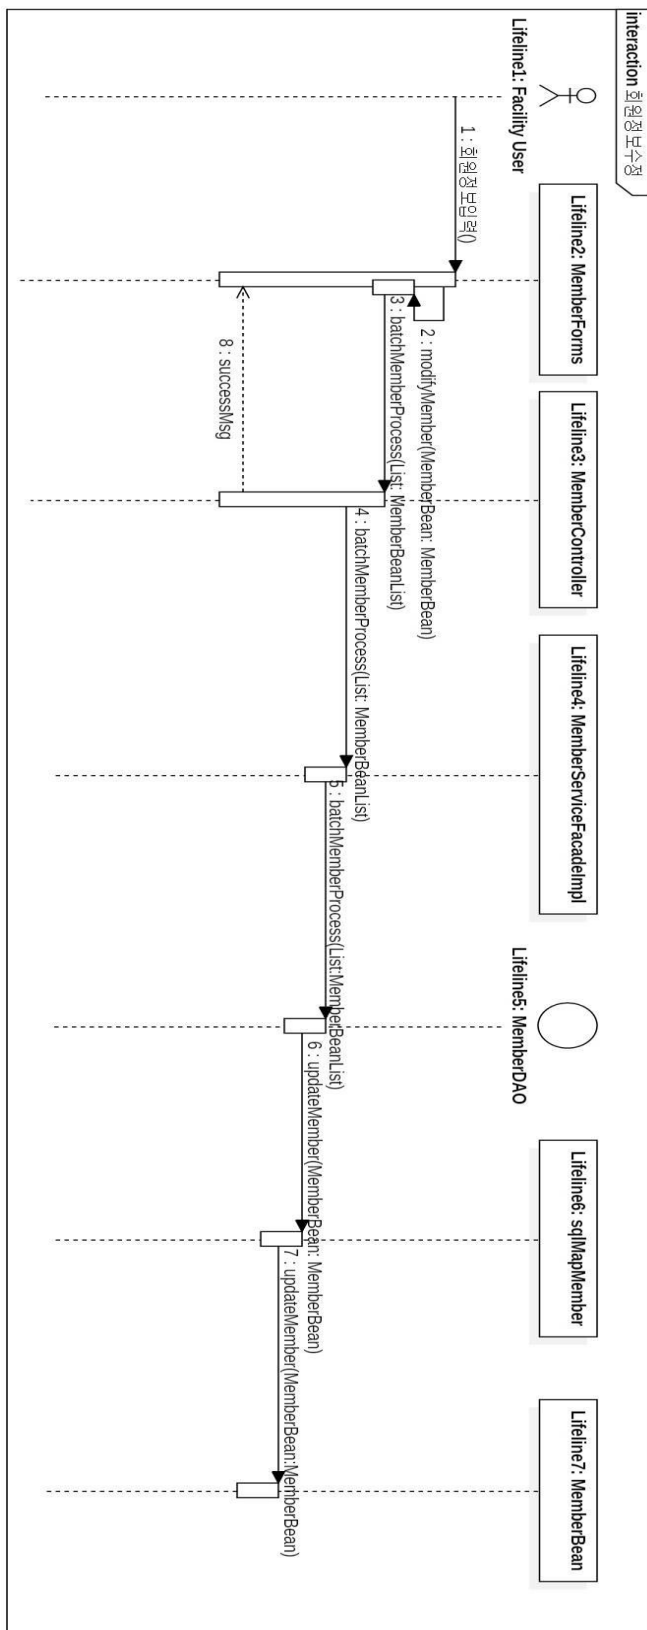 interaction 회원정보수정
Lifeline1: Facility User
Lifeline2: MemberForms
Lifeline3: MemberController
Lifeline4: MemberServiceFacadeImpl
Lifeline5: MemberDAO
Lifeline6: sqlMapMember
Lifeline7: MemberBean
1 : 회원정보입력()
2 : modifyMember(MemberBean: MemberBean)
3 : batchMemberProcess(List: MemberBeanList)
4 : batchMemberProcess(List: MemberBeanList)
5 : batchMemberProcess(List:MemberBeanList)
6 : updateMember(MemberBean: MemberBean)
7 : updateMember(MemberBean:MemberBean)
8 : successMsg